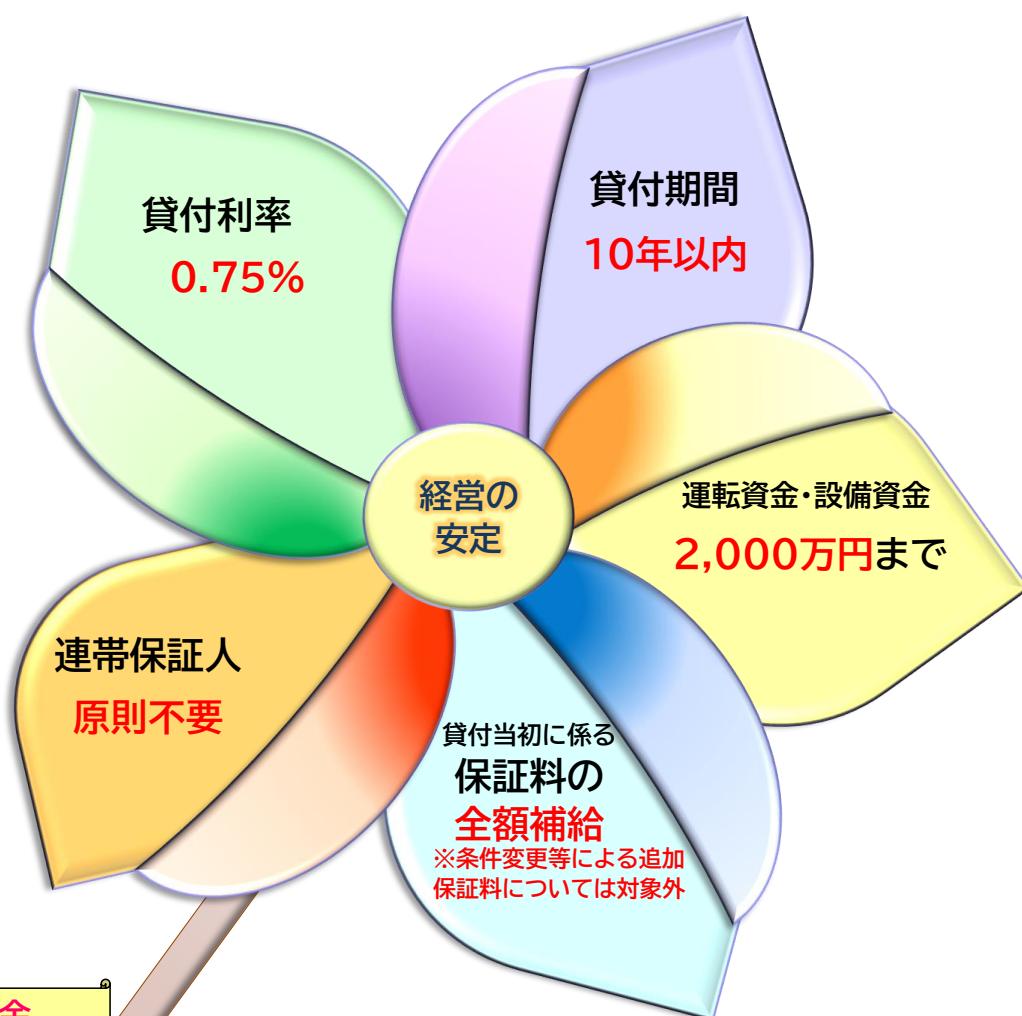 貸付利率
0.75%
貸付期間
10年以内
経営の
安定
運転資金・設備資金
2,000万円まで
連帯保証人
原則不要
貸付当初に係る
保証料の
全額補給
※条件変更等による追加
保証料については対象外
金